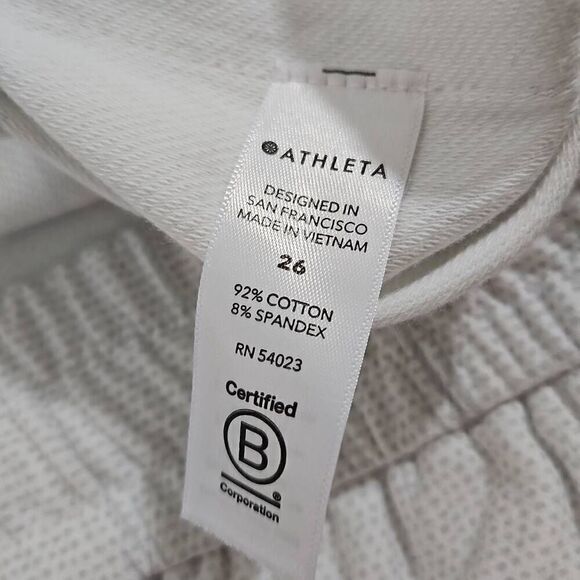 ATHLETA
DESIGNED IN
SAN FRANCISCO
MADE IN VIETNAM
26
92% COTTON
8% SPANDEX
RN 54023
Certified
B
®
Corporation